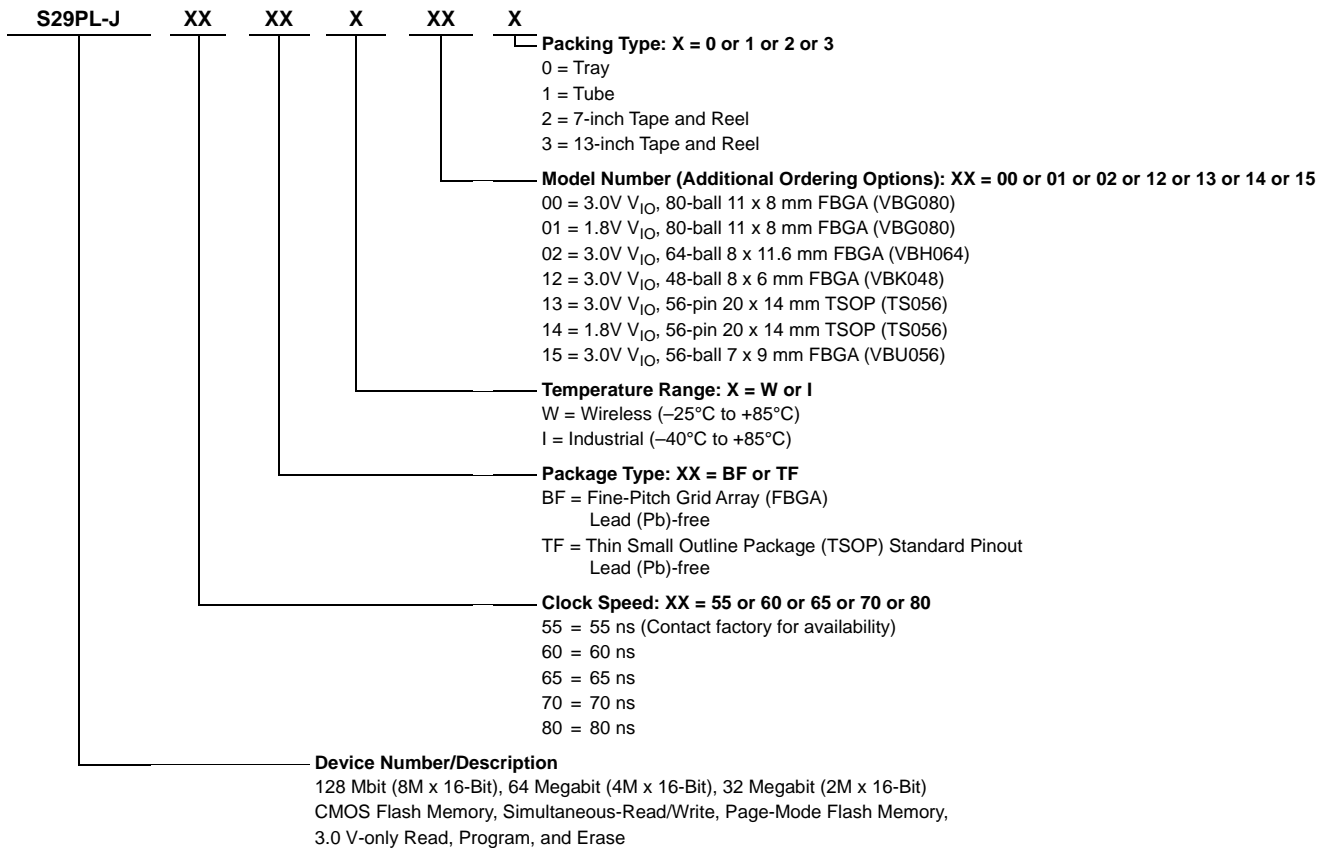 S29PL-J XX XX X XX X
Packing Type: X = 0 or 1 or 2 or 3
0 = Tray
1 = Tube
2 = 7-inch Tape and Reel
3 = 13-inch Tape and Reel
Model Number (Additional Ordering Options): XX = 00 or 01 or 02 or 12 or 13 or 14 or 15
00 = 3.0V VIO, 80-ball 11 x 8 mm FBGA (VBG080)
01 = 1.8V VIO, 80-ball 11 x 8 mm FBGA (VBG080)
02 = 3.0V VIO, 64-ball 8 x 11.6 mm FBGA (VBH064)
12 = 3.0V VIO, 48-ball 8 x 6 mm FBGA (VBK048)
13 = 3.0V VIO, 56-pin 20 x 14 mm TSOP (TS056)
14 = 1.8V VIO, 56-pin 20 x 14 mm TSOP (TS056)
15 = 3.0V VIO, 56-ball 7 x 9 mm FBGA (VBU056)
Temperature Range: X = W or I
W = Wireless (–25°C to +85°C)
I = Industrial (–40°C to +85°C)
Package Type: XX = BF or TF
BF = Fine-Pitch Grid Array (FBGA)
Lead (Pb)-free
TF = Thin Small Outline Package (TSOP) Standard Pinout
Lead (Pb)-free
Clock Speed: XX = 55 or 60 or 65 or 70 or 80
55 = 55 ns (Contact factory for availability)
60 = 60 ns
65 = 65 ns
70 = 70 ns
80 = 80 ns
Device Number/Description
128 Mbit (8M x 16-Bit), 64 Megabit (4M x 16-Bit), 32 Megabit (2M x 16-Bit)
CMOS Flash Memory, Simultaneous-Read/Write, Page-Mode Flash Memory,
3.0 V-only Read, Program, and Erase